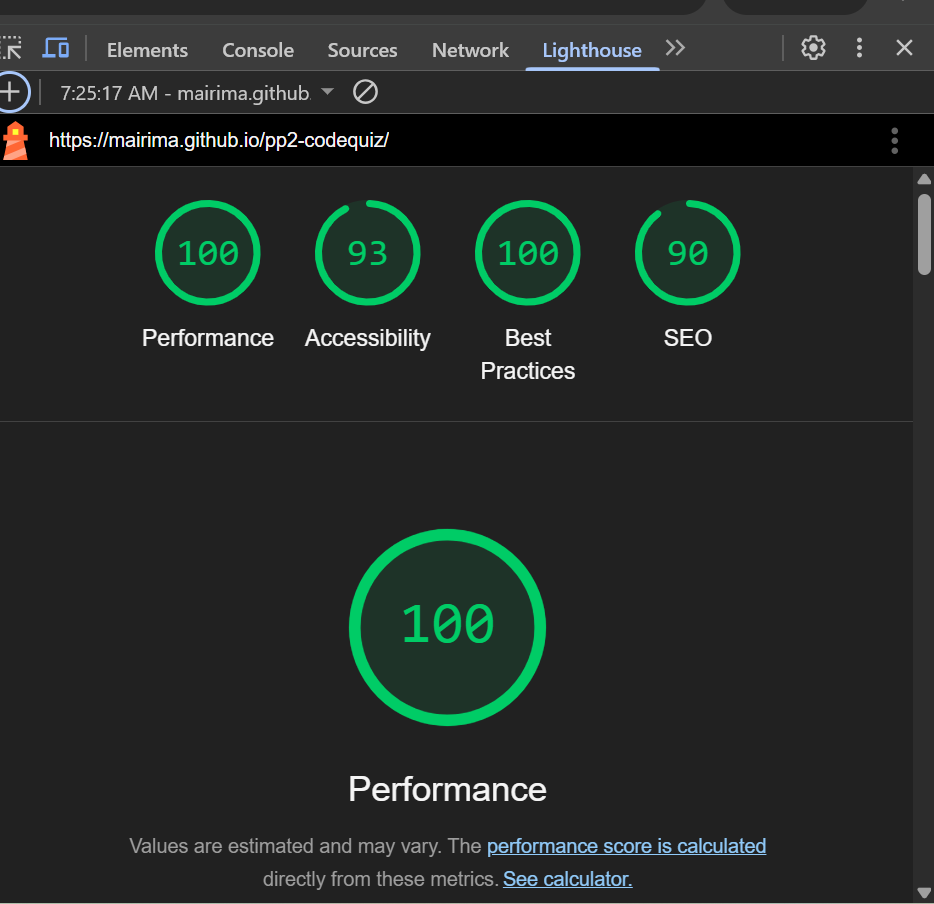 Elements Console Sources Network Lighthouse
7:25:17 AM - mairima.github.
https://mairima.github.io/pp2-codequiz/
100 93 100 90
Performance Accessibility Best Practices SEO
100
Performance
Values are estimated and may vary. The performance score is calculated
directly from these metrics. See calculator.